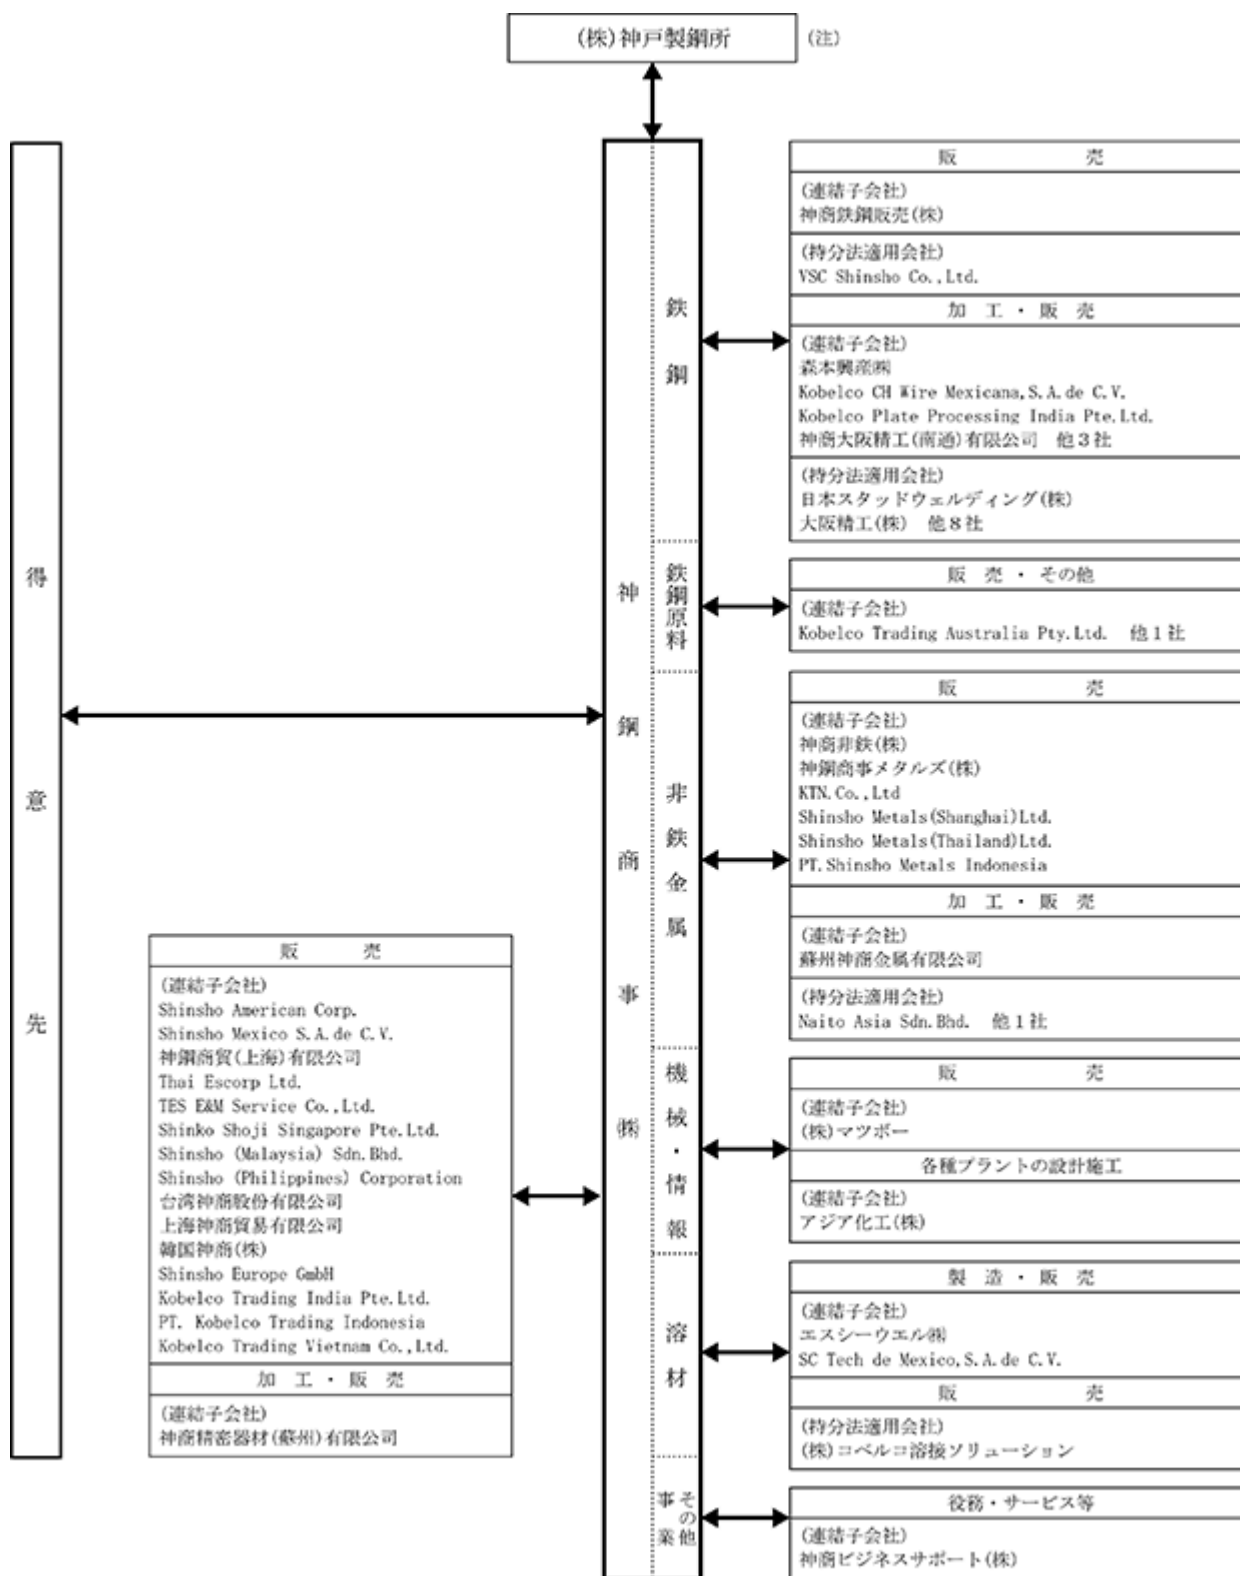 (株)神戸製鋼所 (注)
得意先
神鋼商事㈱
鉄鋼
販 売
(連結子会社)
神商鉄鋼販売(株)
(持分法適用会社)
VSC Shinsho Co.,Ltd.
加 工 ・ 販 売
(連結子会社)
森本興産㈱
Kobelco CH Wire Mexicana,S.A.de C.V.
Kobelco Plate Processing India Pte.Ltd.
神商大阪精工(南通)有限公司 他3社
(持分法適用会社)
日本スタッドウェルディング(株)
大阪精工(株) 他8社
鉄鋼原料
販 売 ・ その他
(連結子会社)
Kobelco Trading Australia Pty.Ltd. 他1社
非鉄金属
販 売
(連結子会社)
神商非鉄(株)
神鋼商事メタルズ(株)
KTN.Co.,Ltd
Shinsho Metals(Shanghai)Ltd.
Shinsho Metals(Thailand)Ltd.
PT.Shinsho Metals Indonesia
加 工 ・ 販 売
(連結子会社)
蘇州神商金属有限公司
(持分法適用会社)
Naito Asia Sdn.Bhd. 他1社
機械・情報
販 売
(連結子会社)
(株)マツボー
各種プラントの設計施工
(連結子会社)
アジア化工(株)
溶材
製 造 ・ 販 売
(連結子会社)
エスシーウエル㈱
SC Tech de Mexico,S.A.de C.V.
販 売
(持分法適用会社)
(株)コベルコ溶接ソリューション
その他事業
役務・サービス等
(連結子会社)
神商ビジネスサポート(株)
販 売
(連結子会社)
Shinsho American Corp.
Shinsho Mexico S.A.de C.V.
神鋼商貿(上海)有限公司
Thai Escorp Ltd.
TES E&M Service Co.,Ltd.
Shinko Shoji Singapore Pte.Ltd.
Shinsho (Malaysia) Sdn.Bhd.
Shinsho (Philippines) Corporation
台湾神商股份有限公司
上海神商貿易有限公司
韓国神商(株)
Shinsho Europe GmbH
Kobelco Trading India Pte.Ltd.
PT. Kobelco Trading Indonesia
Kobelco Trading Vietnam Co.,Ltd.
加 工 ・ 販 売
(連結子会社)
神商精密器材(蘇州)有限公司